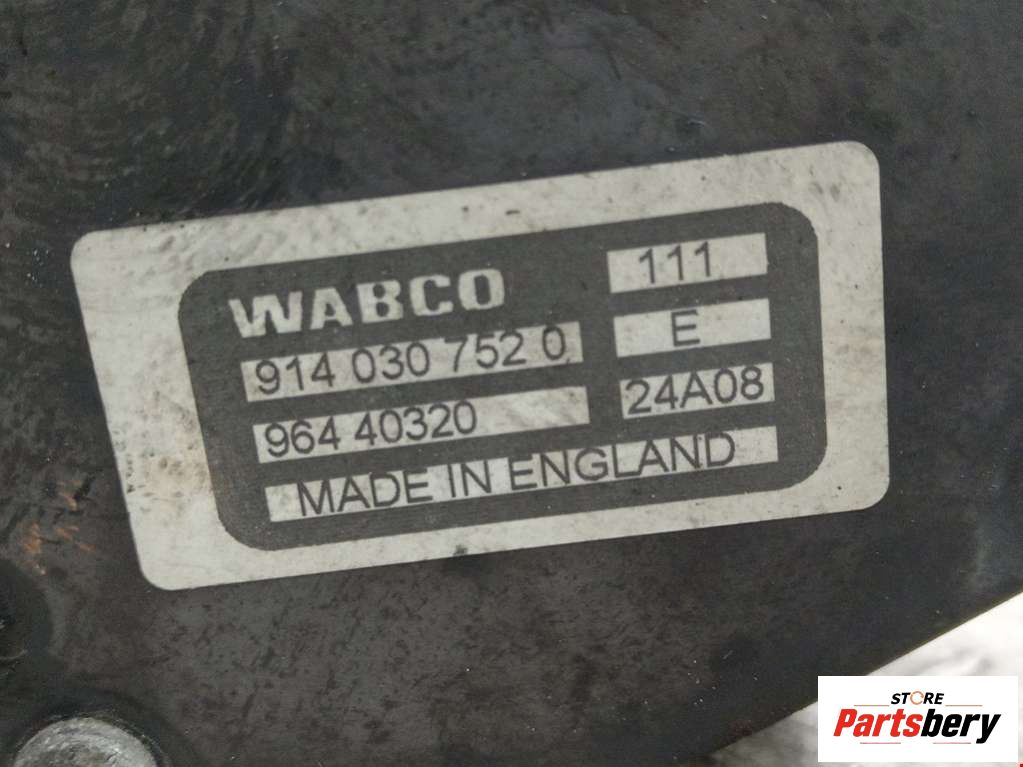 WABCO
111
914 030 752 0
E
964 40320
24A08
MADE IN ENGLAND
STORE
Partsbery